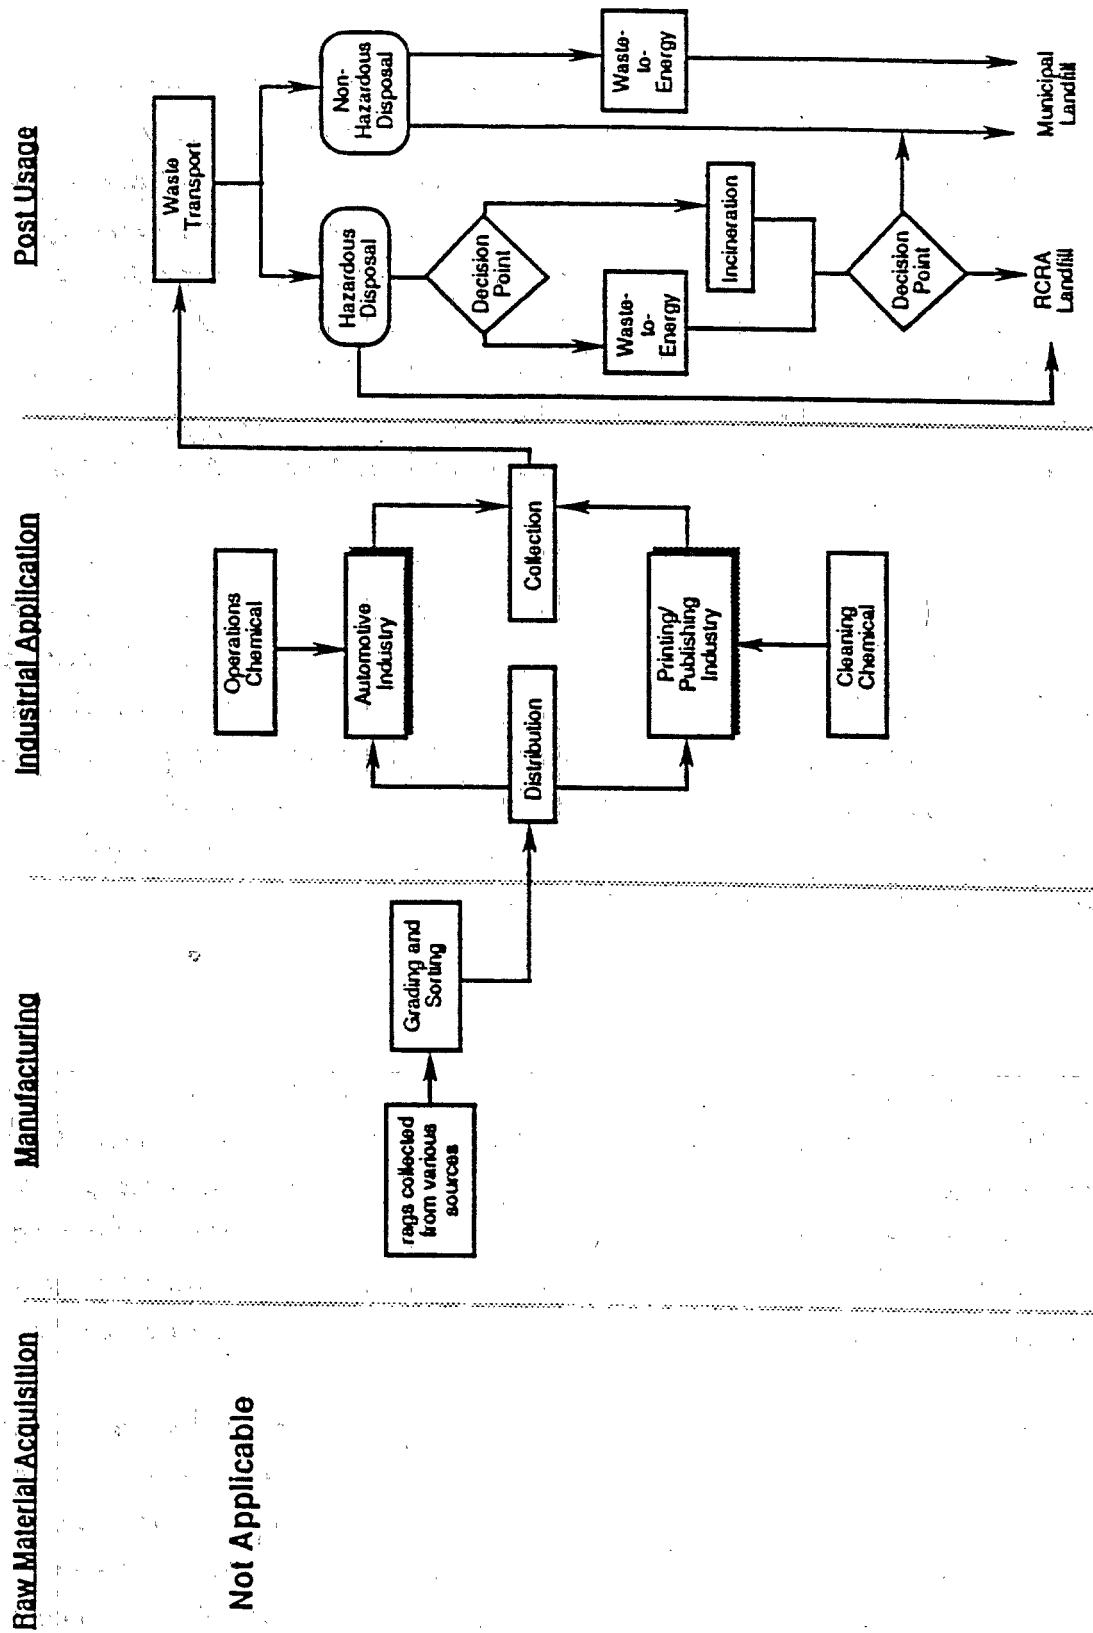 Raw Material Acquisition
Not Applicable
Manufacturing
rags collected
from various
sources
Grading and
Sorting
Industrial Application
Operations
Chemical
Automotive
Industry
Distribution
Collection
Printing/
Publishing
Industry
Cleaning
Chemical
Post Usage
Waste
Transport
Hazardous
Disposal
Non-
Hazardous
Disposal
Decision
Point
Waste-
to-
Energy
Incineration
Waste-
to-
Energy
Decision
Point
RCRA
Landfill
Municipal
Landfill